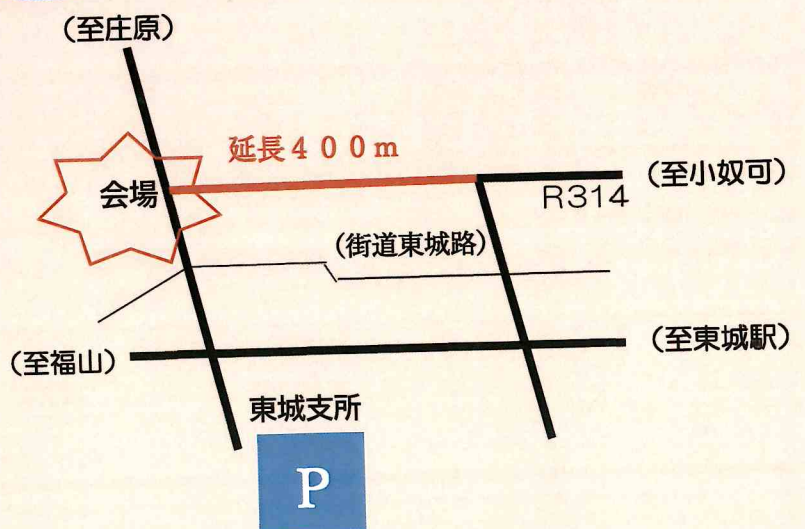 (至庄原)
延長４００ｍ
会場
(至小奴可)
R314
(街道東城路)
(至東城駅)
(至福山)
東城支所
P